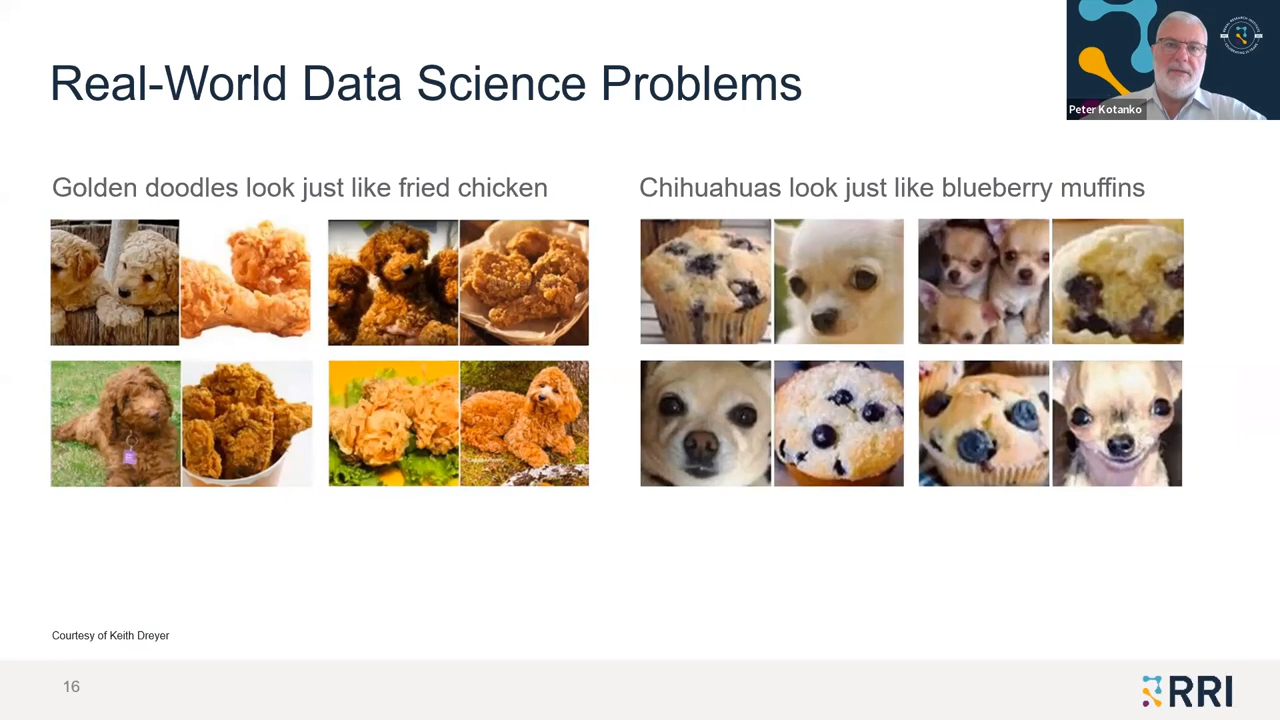 Real-World Data Science Problems
Peter Kotanko
Golden doodles look just like fried chicken
Chihuahuas look just like blueberry muffins
Courtesy of Keith Dreyer
16
RRI